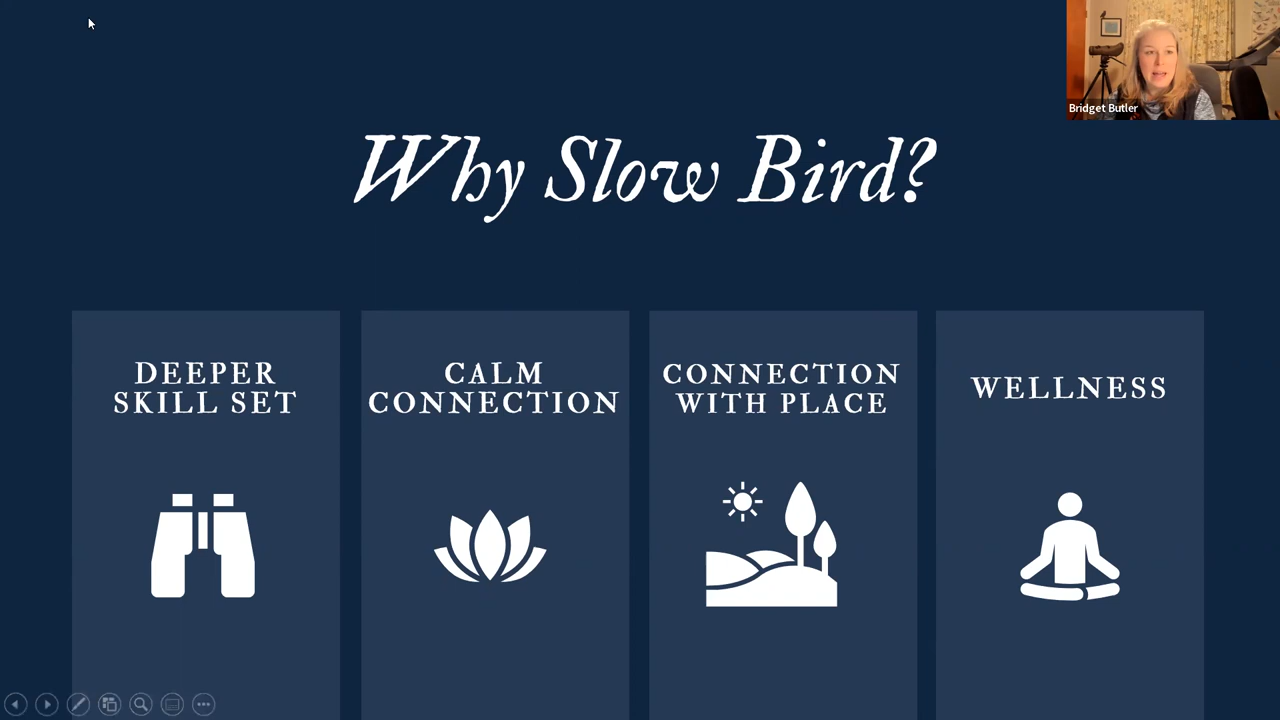 Bridget Butler
Why Slow Bird?
DEEPER
SKILL SET
CALM
CONNECTION
CONNECTION
WITH PLACE
WELLNESS